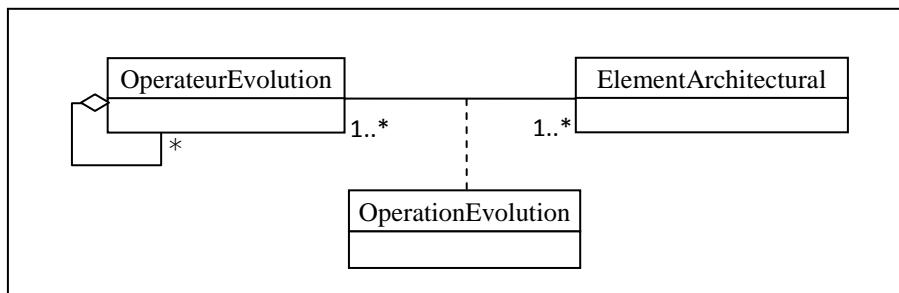 OperateurEvolution
ElementArchitectural
1..*
1..*
*
OperationEvolution